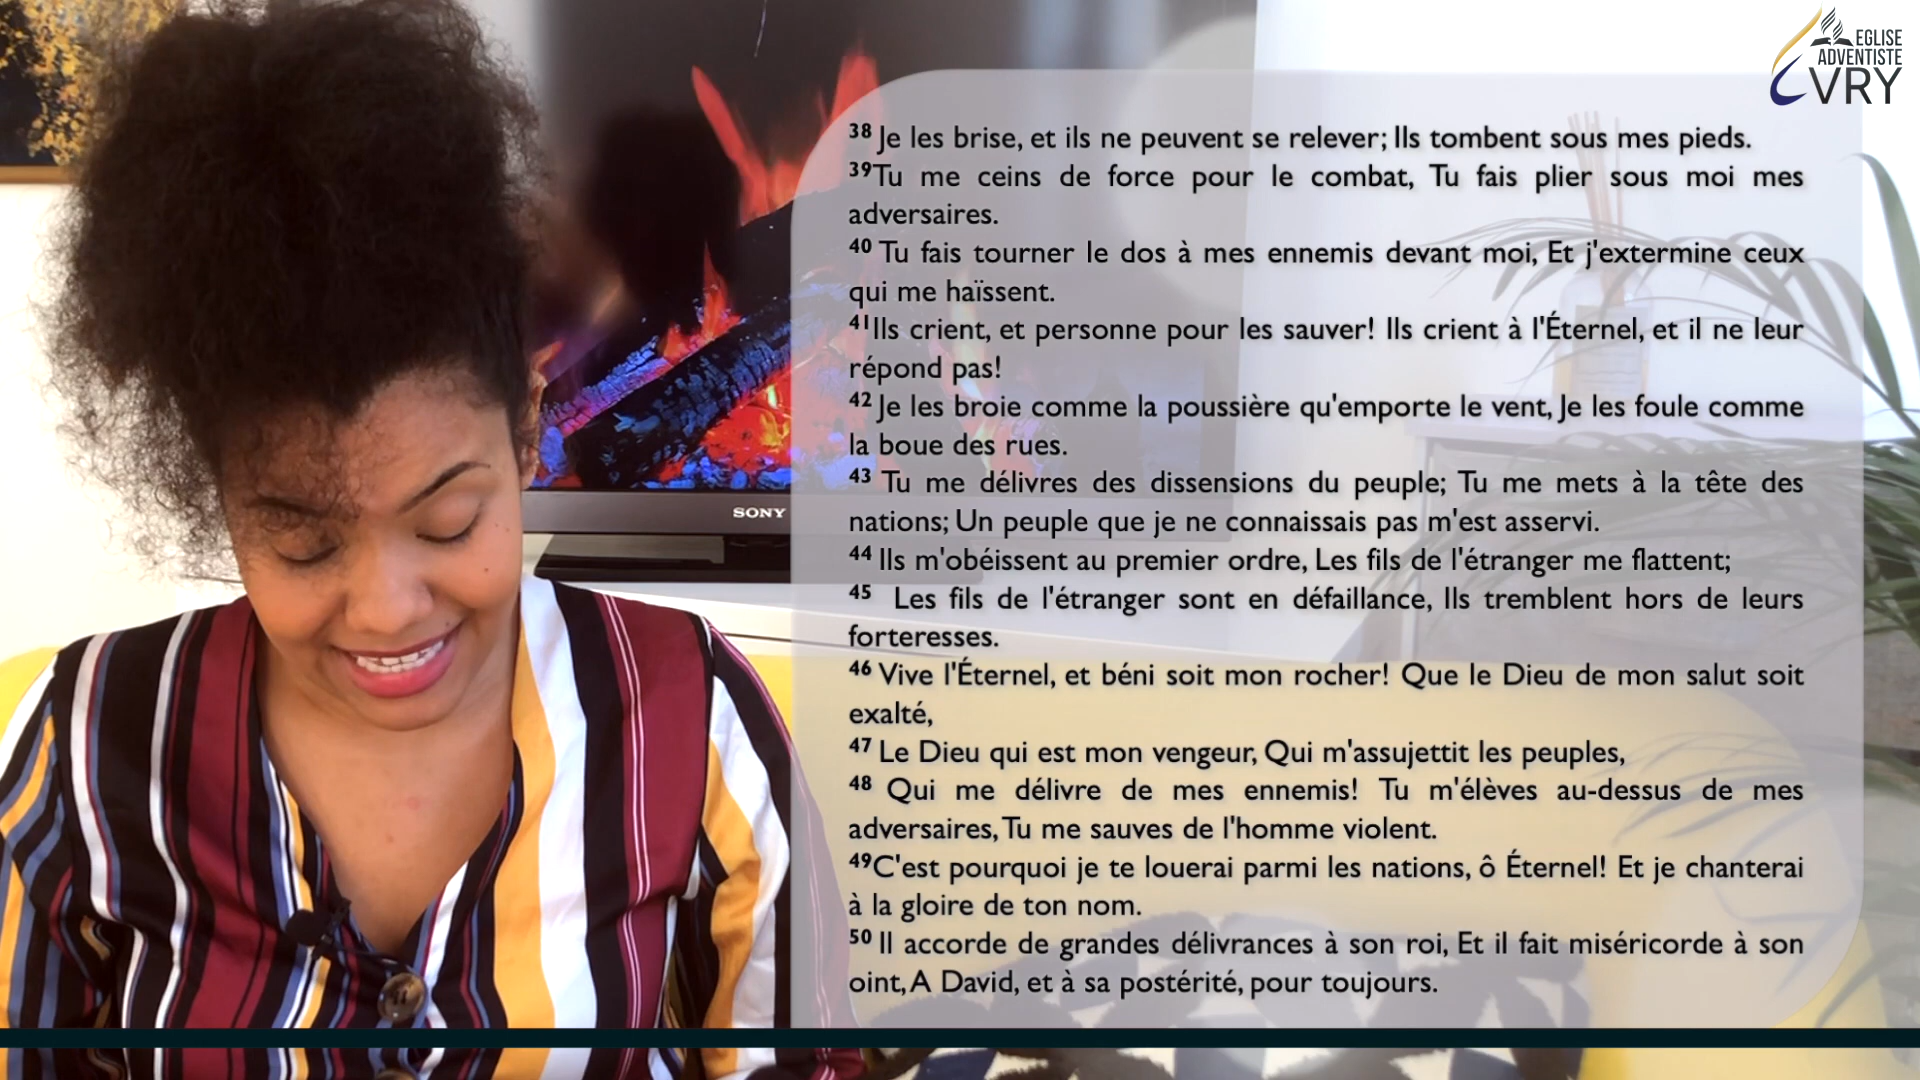 EGLISE
ADVENTISTE
VRY
38 Je les brise, et ils ne peuvent se relever; Ils tombent sous mes pieds.
39Tu me ceins de force pour le combat, Tu fais plier sous moi mes
adversaires.
40 Tu fais tourner le dos à mes ennemis devant moi, Et j'extermine ceux
qui me haïssent.
41Ils crient, et personne pour les sauver! Ils crient à l'Éternel, et il ne leur
répond pas!
42 Je les broie comme la poussière qu'emporte le vent, Je les foule comme
la boue des rues.
43 Tu me délivres des dissensions du peuple; Tu me mets à la tête des
nations; Un peuple que je ne connaissais pas m'est asservi.
44 Ils m'obéissent au premier ordre, Les fils de l'étranger me flattent;
45 Les fils de l'étranger sont en défaillance, Ils tremblent hors de leurs
forteresses.
46 Vive l'Éternel, et béni soit mon rocher! Que le Dieu de mon salut soit
exalté,
47 Le Dieu qui est mon vengeur, Qui m'assujettit les peuples,
48 Qui me délivre de mes ennemis! Tu m'élèves au-dessus de mes
adversaires, Tu me sauves de l'homme violent.
49C'est pourquoi je te louerai parmi les nations, ô Éternel! Et je chanterai
à la gloire de ton nom.
50 Il accorde de grandes délivrances à son roi, Et il fait miséricorde à son
oint, A David, et à sa postérité, pour toujours.
SONY